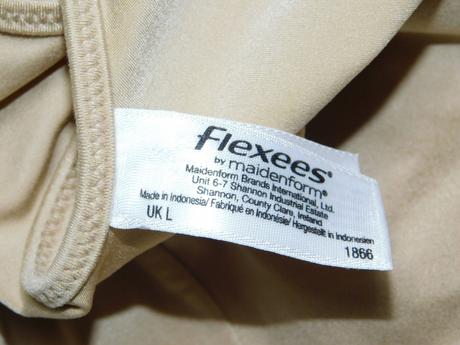 flexees®
by maidenform®
Maidenform Brands International, Ltd.
Unit 6-7 Shannon Industrial Estate
Shannon, County Clare, Ireland
Made in Indonesia/ Fabriqué en Indonésie/ Hergestellt in Indonesien
UK L
1866